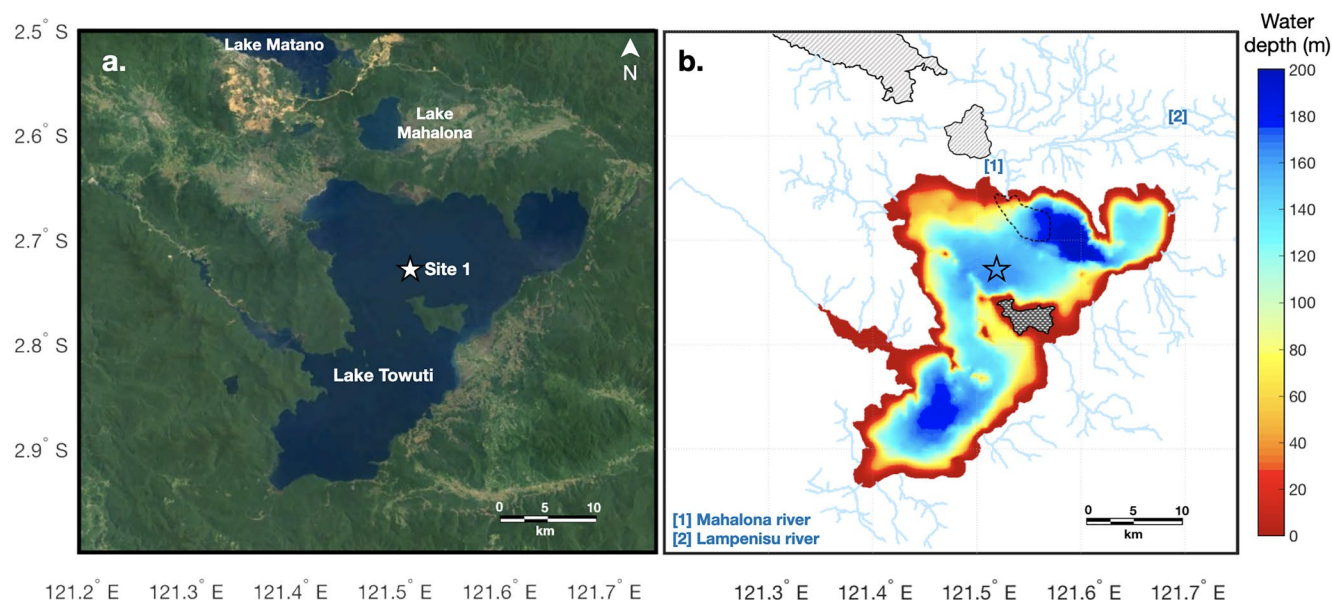 2.5° S
2.6° S
2.7° S
2.8° S
2.9° S
a.
Lake Matano
N
Lake
Mahalona
Site 1
Lake Towuti
0 5 10
km
121.2° E 121.3° E 121.4° E 121.5° E 121.6° E 121.7° E
b.
[2]
[1]
[1] Mahalona river
[2] Lampenisu river
0 10
km
121.3° E 121.4° E 121.5° E 121.6° E 121.7° E
Water
depth (m)
200
180
160
140
120
100
80
60
40
20
0